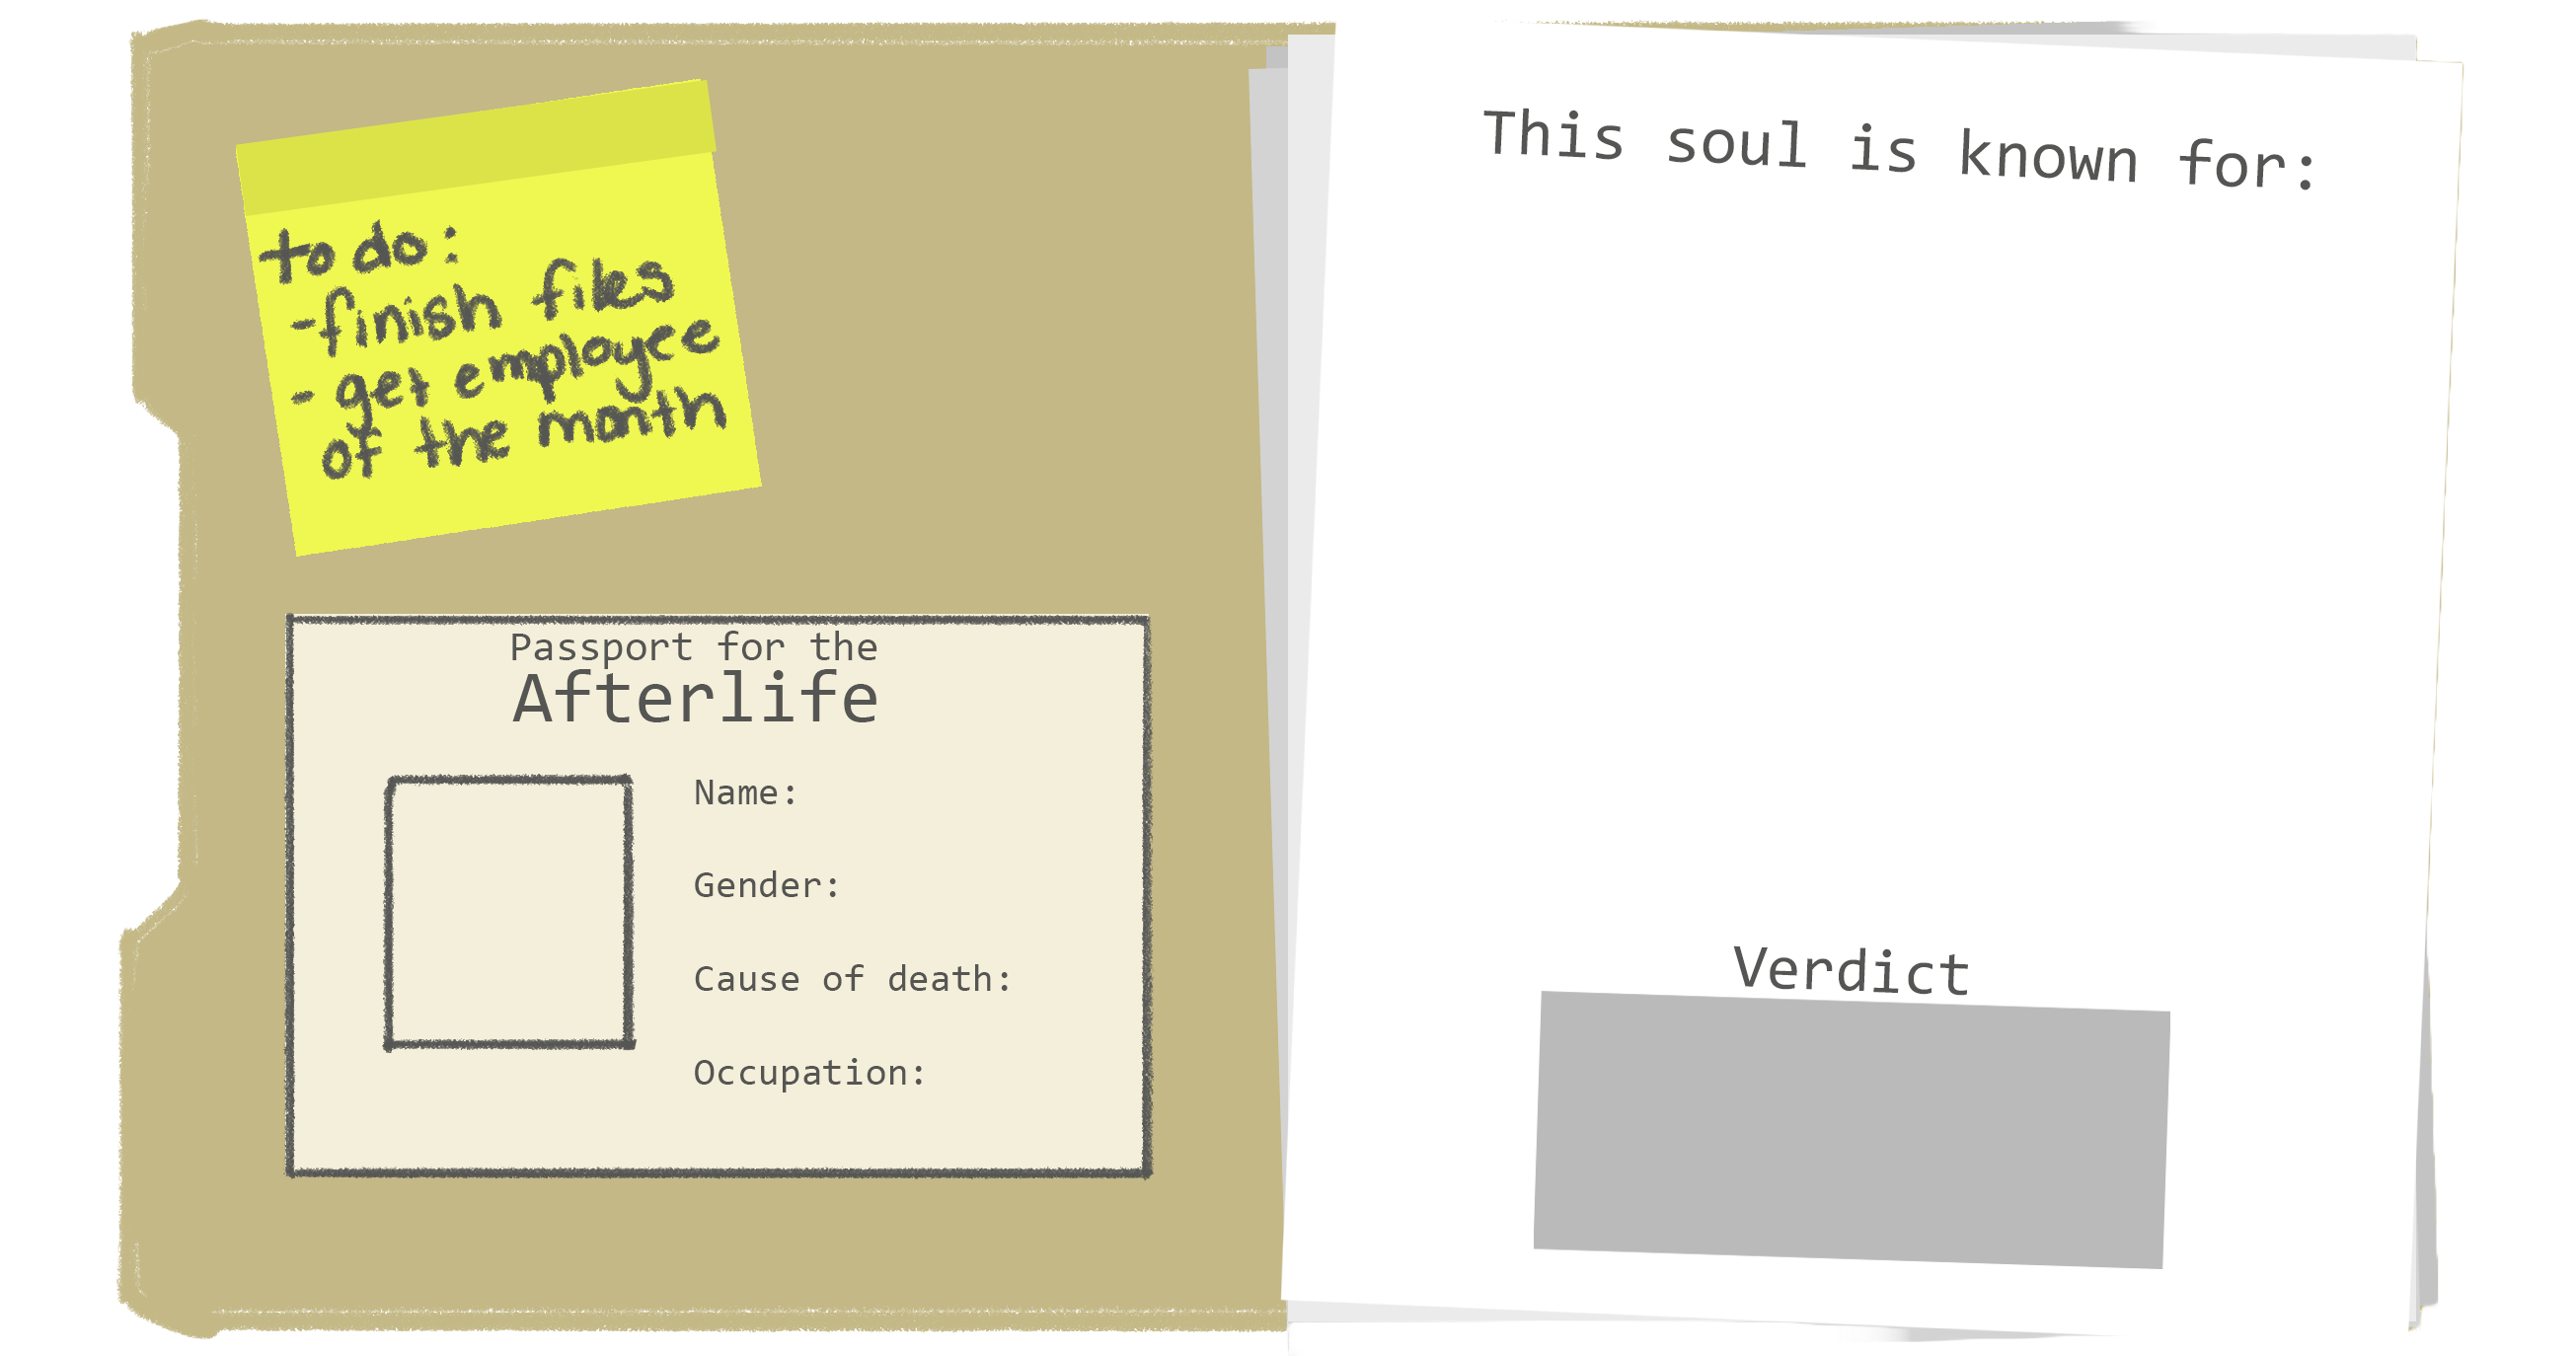 to do:
-finish files
- get employee
of the month
Passport for the
Afterlife
Name:
Gender:
Cause of death:
Occupation:
This soul is known for:
Verdict